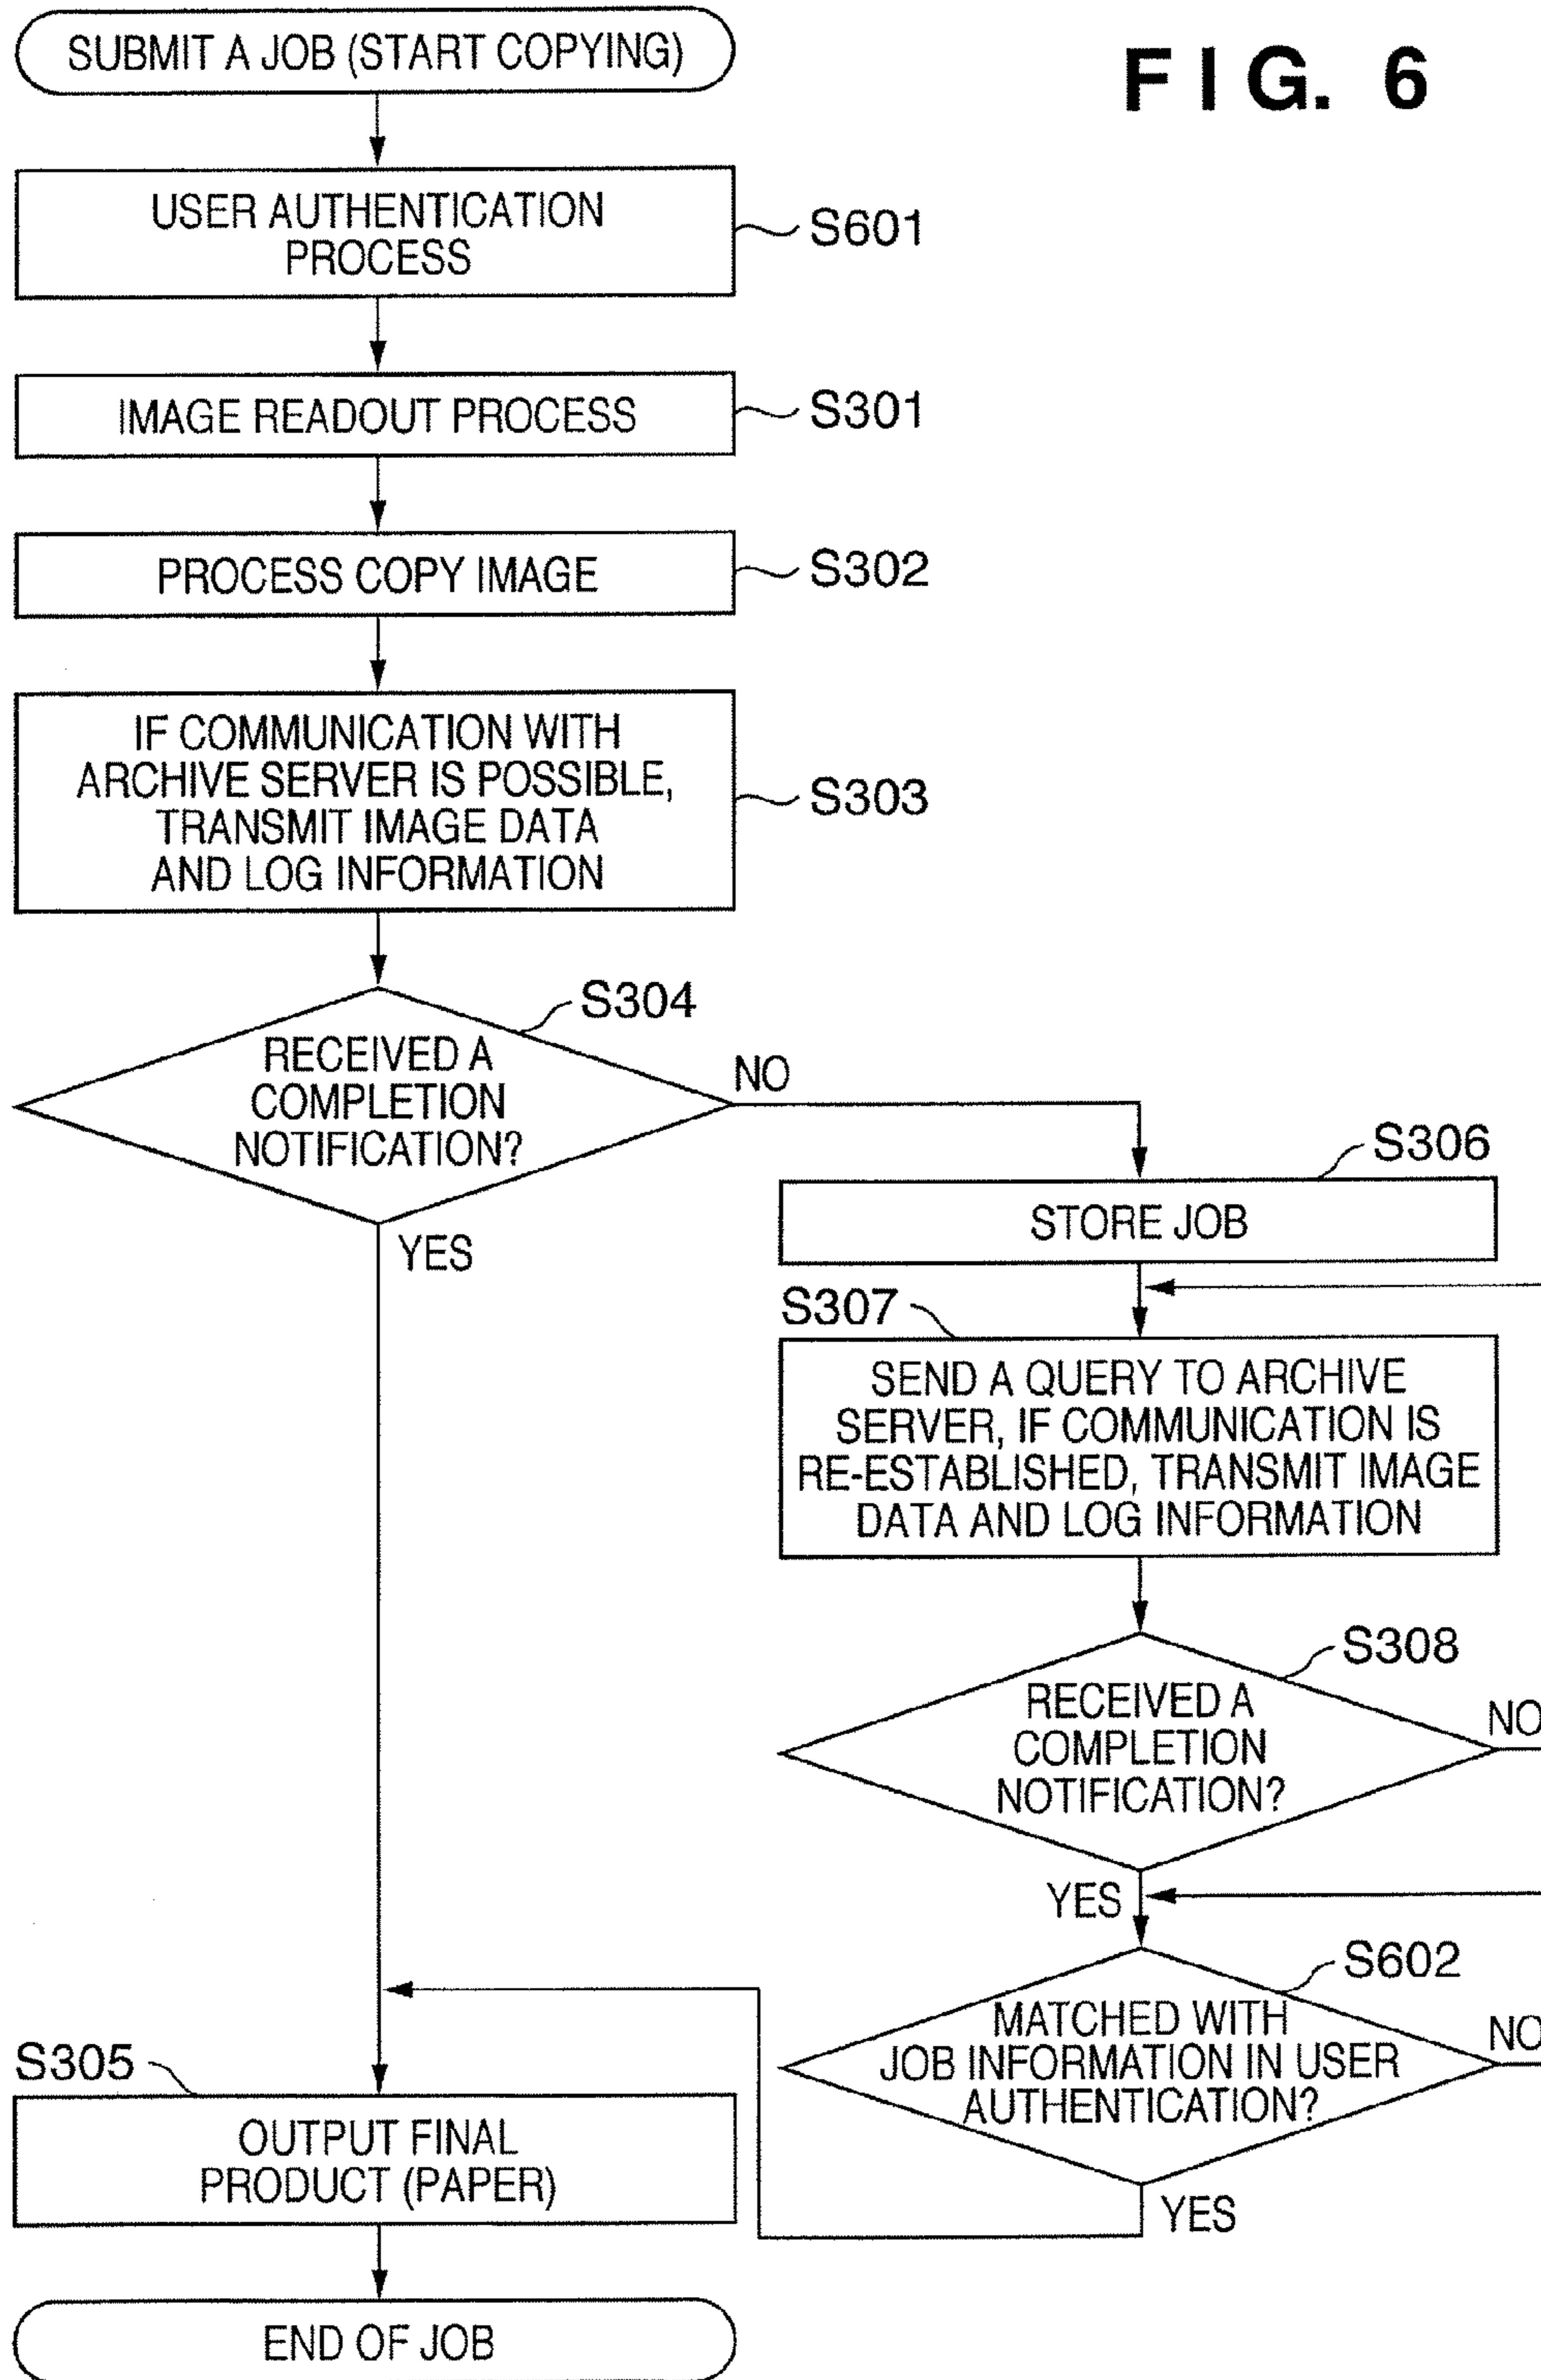 FIG. 6
SUBMIT A JOB (START COPYING)
USER AUTHENTICATION
PROCESS
S601
IMAGE READOUT PROCESS
S301
PROCESS COPY IMAGE
S302
IF COMMUNICATION WITH
ARCHIVE SERVER IS POSSIBLE,
TRANSMIT IMAGE DATA
AND LOG INFORMATION
S303
S304
RECEIVED A
COMPLETION
NOTIFICATION?
NO
YES
S306
STORE JOB
S307
SEND A QUERY TO ARCHIVE
SERVER, IF COMMUNICATION IS
RE-ESTABLISHED, TRANSMIT IMAGE
DATA AND LOG INFORMATION
S308
RECEIVED A
COMPLETION
NOTIFICATION?
NO
YES
S602
MATCHED WITH
JOB INFORMATION IN USER
AUTHENTICATION?
NO
YES
S305
OUTPUT FINAL
PRODUCT (PAPER)
END OF JOB